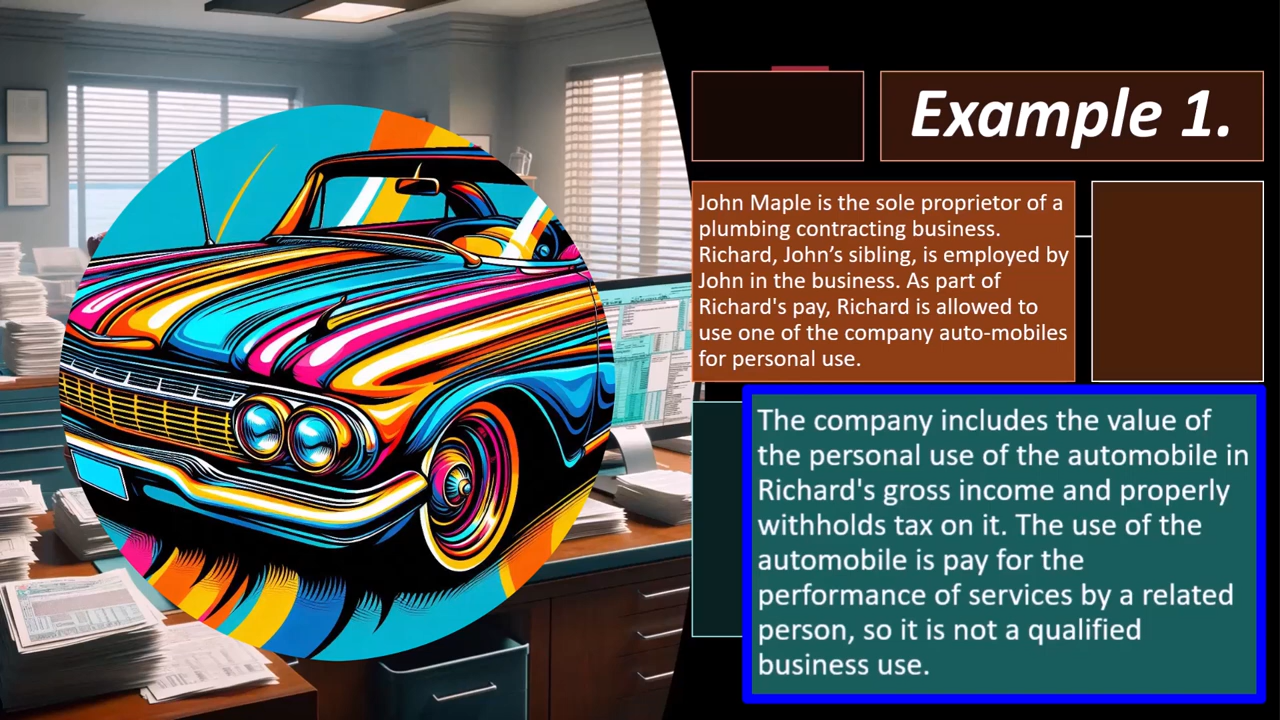 Example 1.
John Maple is the sole proprietor of a
plumbing contracting business.
Richard, John’s sibling, is employed by
John in the business. As part of
Richard's pay, Richard is allowed to
use one of the company auto-mobiles
for personal use.
The company includes the value of
the personal use of the automobile in
Richard's gross income and properly
withholds tax on it. The use of the
automobile is pay for the
performance of services by a related
person, so it is not a qualified
business use.